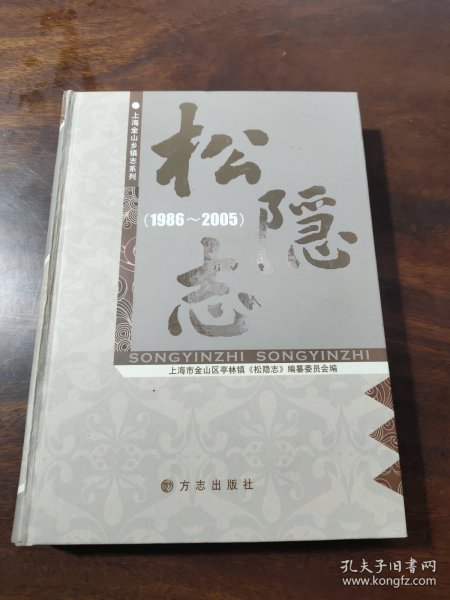 上海金山乡镇志系列
松隐志
(1986～2005)
SONGYINZHI SONGYINZHI
上海市金山区亭林镇《松隐志》编纂委员会编
方志出版社
孔夫子旧书网
www.kongfz.com